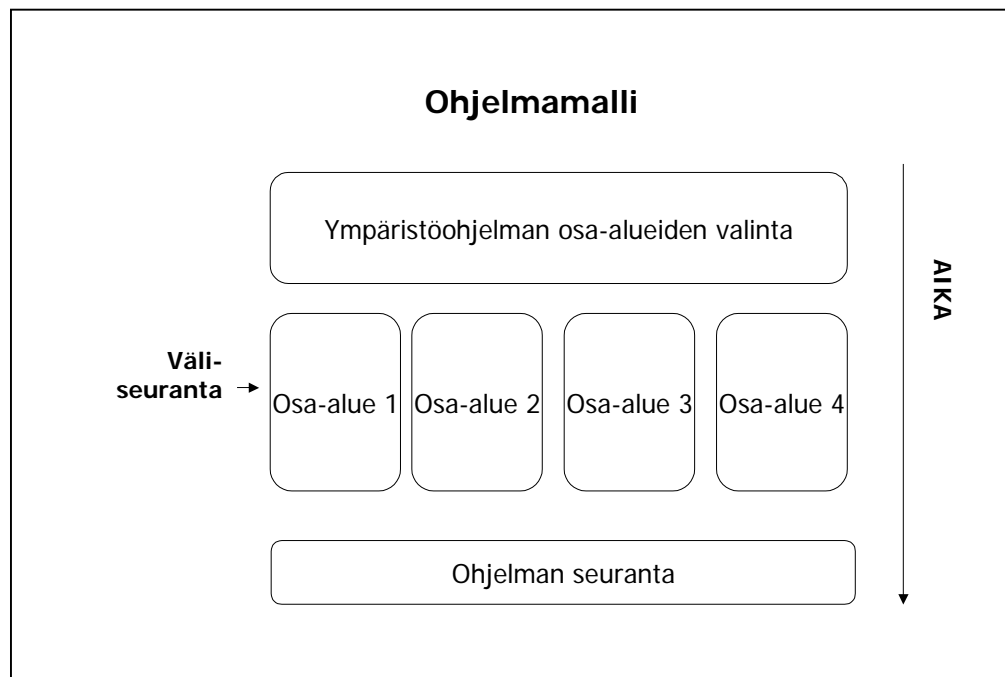 Ohjelmamalli
Ympäristöohjelman osa-alueiden valinta
AIKA
Väli-
seuranta
Osa-alue 1
Osa-alue 2
Osa-alue 3
Osa-alue 4
Ohjelman seuranta